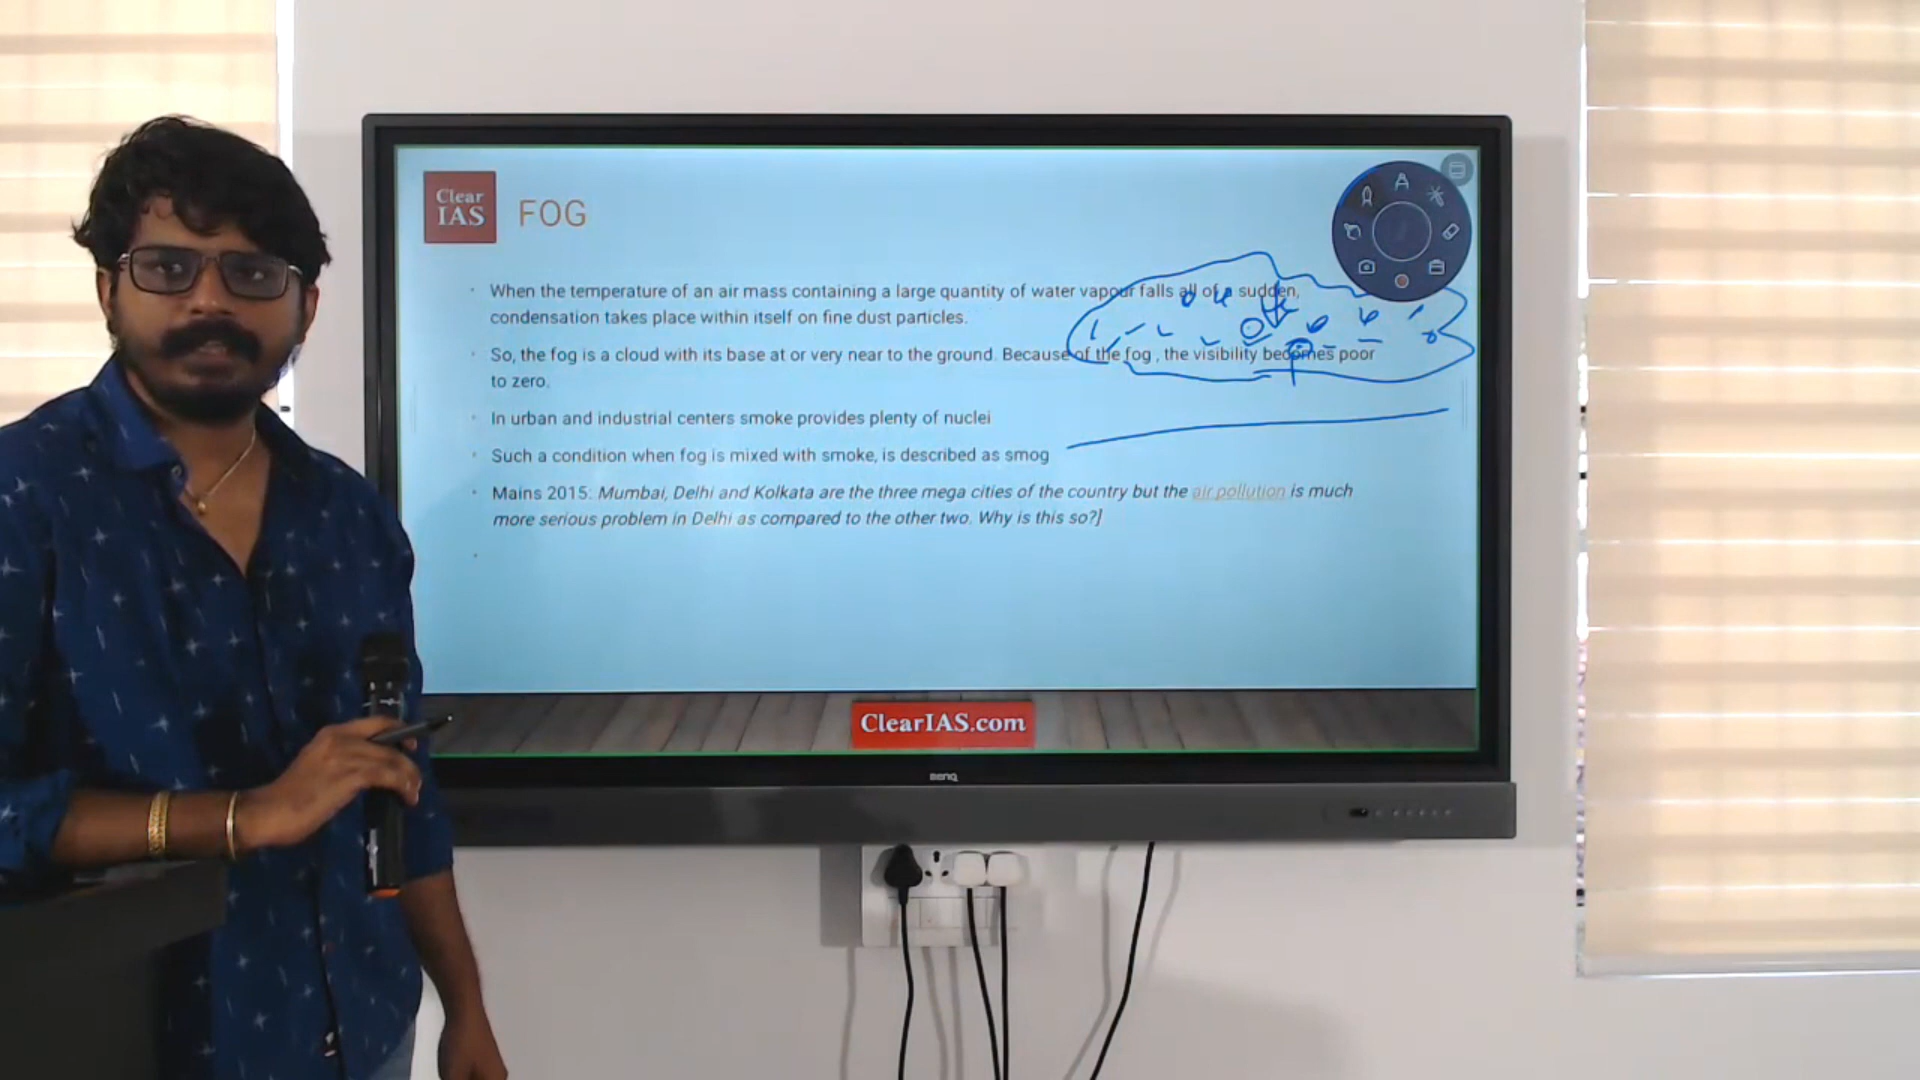 Clear
IAS
FOG
When the temperature of an air mass containing a large quantity of water vapour falls all of a sudden,
condensation takes place within itself on fine dust particles.
So, the fog is a cloud with its base at or very near to the ground. Because of the fog , the visibility becomes poor
to zero.
In urban and industrial centers smoke provides plenty of nuclei
Such a condition when fog is mixed with smoke, is described as smog
Mains 2015: Mumbai, Delhi and Kolkata are the three mega cities of the country but the air pollution is much
more serious problem in Delhi as compared to the other two. Why is this so?]
ClearIAS.com
BenQ